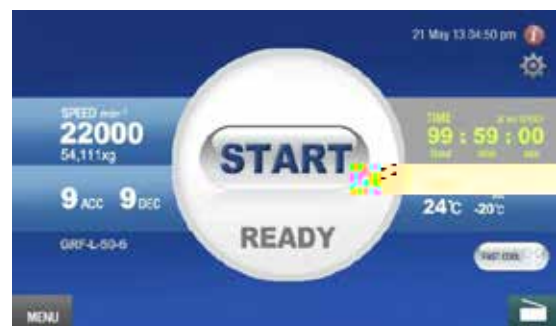 21 May 13 04:50 pm
SPEED min⁻¹
22000
54,111xg
TIME
99 : 59 : 00
START
9 ACC 9 DEC
24°C -20°C
GRF-L-50-6
READY
FAST COOL
MENU